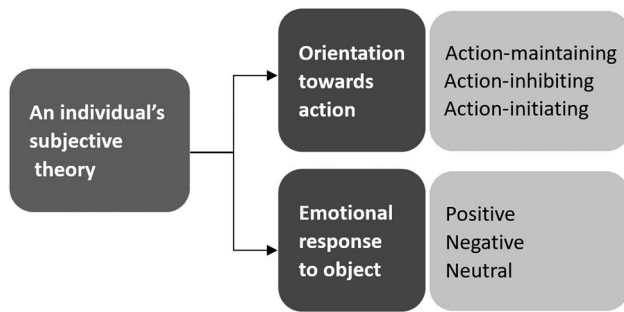 An individual's
subjective
theory
Orientation
towards
action
Action-maintaining
Action-inhibiting
Action-initiating
Emotional
response
to object
Positive
Negative
Neutral